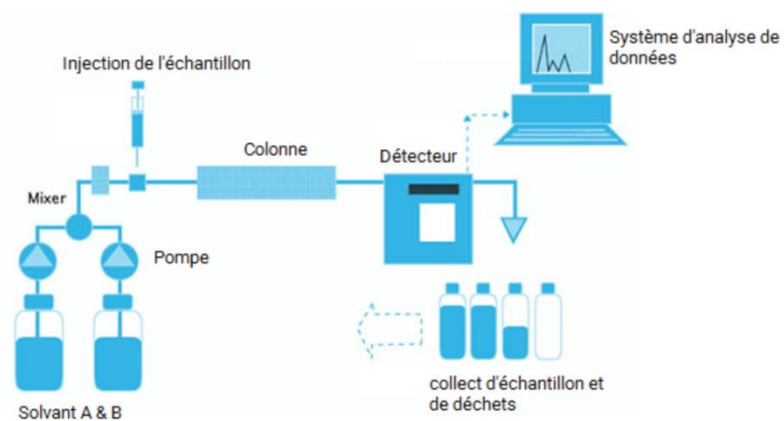 Système d'analyse de
données
Injection de l'échantillon
Colonne
Détecteur
Mixer
Pompe
collect d'échantillon et
de déchets
Solvant A & B